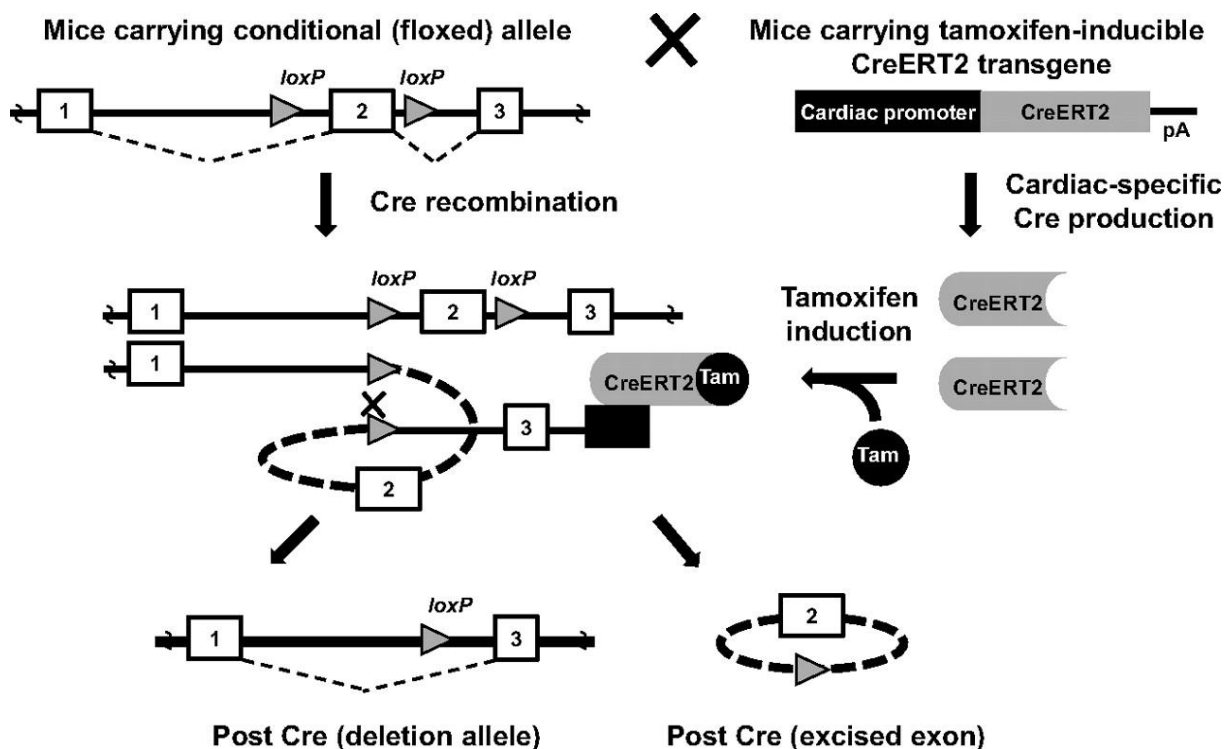 Mice carrying conditional (floxed) allele
Mice carrying tamoxifen-inducible
CreERT2 transgene
loxP
loxP
1
2
3
Cardiac promoter
CreERT2
pA
Cre recombination
Cardiac-specific
Cre production
loxP
loxP
1
2
3
Tamoxifen
induction
CreERT2
1
CreERT2
Tam
CreERT2
3
Tam
2
loxP
1
3
2
Post Cre (deletion allele)
Post Cre (excised exon)